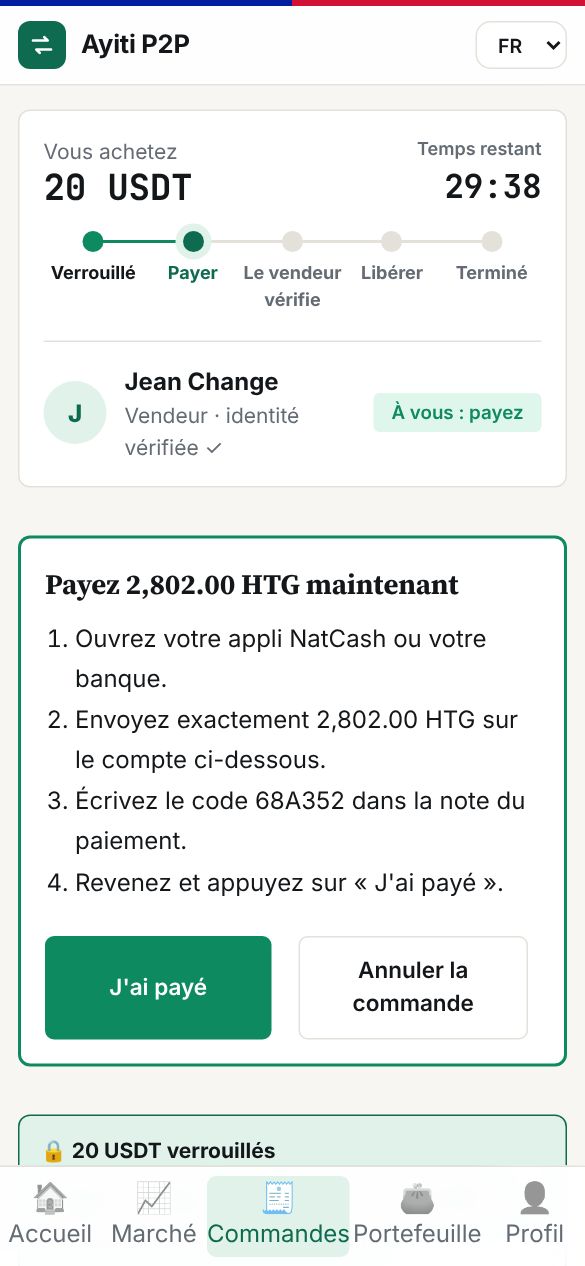 Ayiti P2P
FR
Vous achetez
Temps restant
20 USDT
29:38
Verrouillé
Payer
Le vendeur
vérifie
Libérer
Terminé
J
Jean Change
Vendeur · identité
vérifiée ✓
À vous : payez
Payez 2,802.00 HTG maintenant
1. Ouvrez votre appli NatCash ou votre
banque.
2. Envoyez exactement 2,802.00 HTG sur
le compte ci-dessous.
3. Écrivez le code 68A352 dans la note du
paiement.
4. Revenez et appuyez sur « J'ai payé ».
J'ai payé
Annuler la
commande
🔒 20 USDT verrouillés
Accueil
Marché
Commandes
Portefeuille
Profil